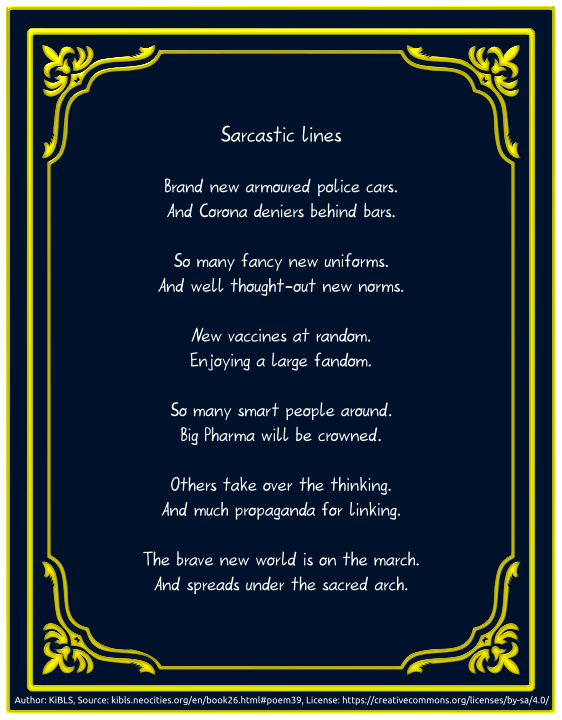 Sarcastic lines
Brand new armoured police cars.
And Corona deniers behind bars.
So many fancy new uniforms.
And well thought-out new norms.
New vaccines at random.
Enjoying a large fandom.
So many smart people around.
Big Pharma will be crowned.
Others take over the thinking.
And much propaganda for linking.
The brave new world is on the march.
And spreads under the sacred arch.
Author: KiBLS, Source: kibls.neocities.org/en/book26.html#poem39, License: https://creativecommons.org/licenses/by-sa/4.0/